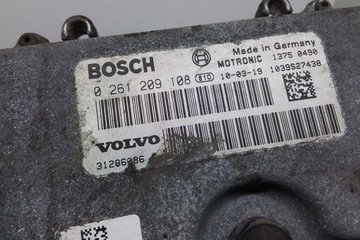 BOSCH
Made in Germany
MOTRONIC 1375 0490
0 261 209 108 810 10-03-19 1039S27438
VOLVO
31286086